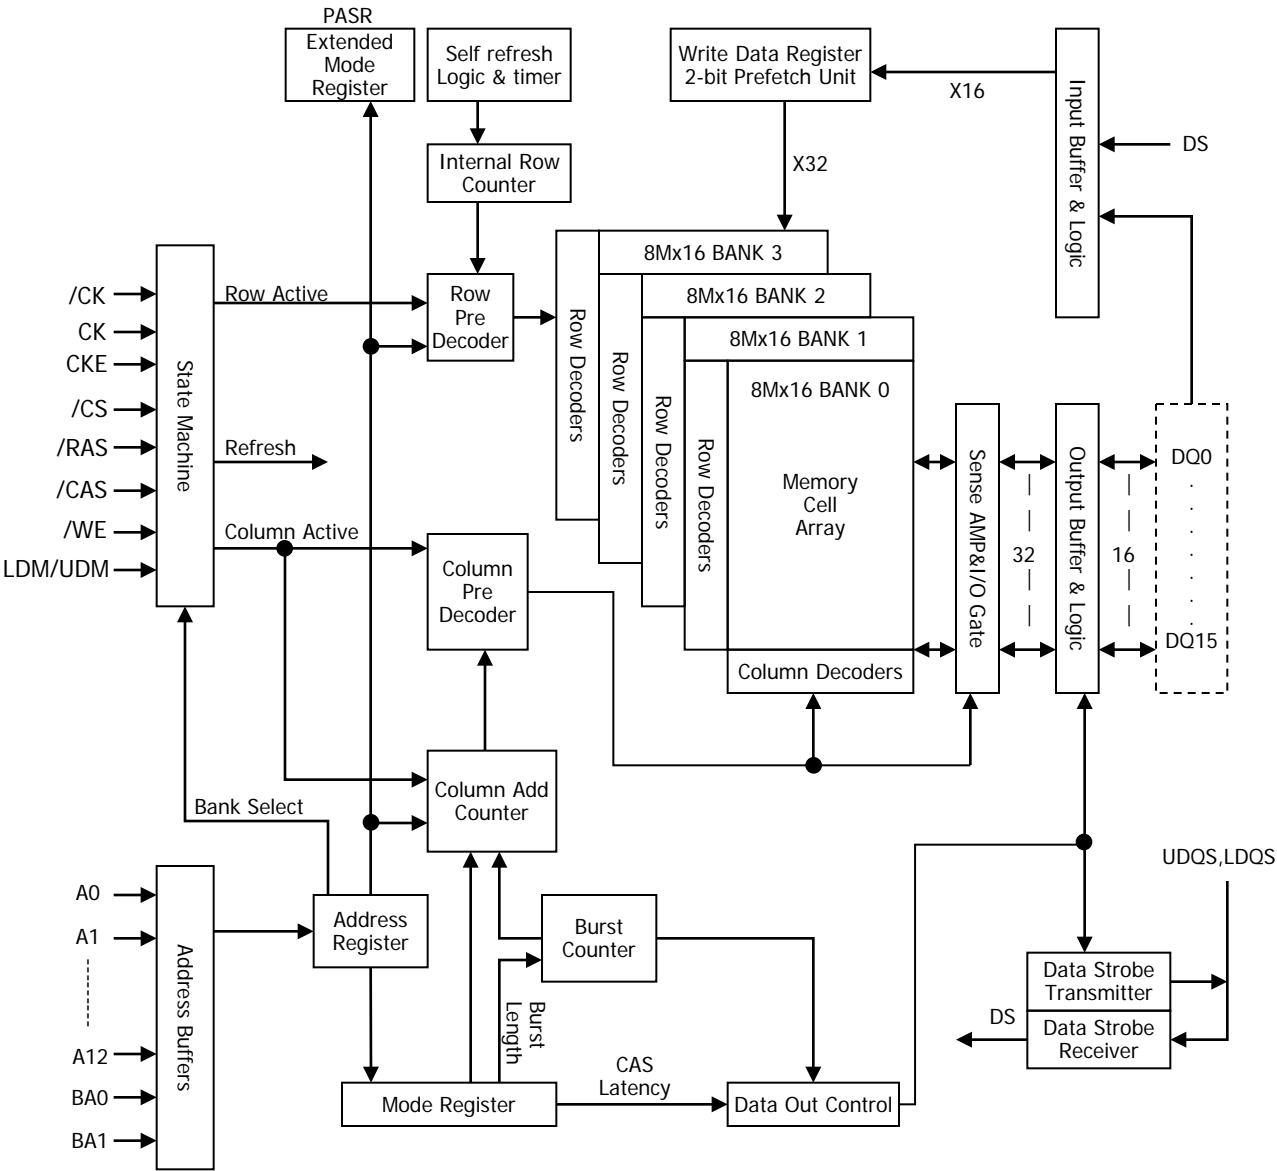 PASR
Extended
Mode
Register
Self refresh
Logic & timer
Write Data Register
2-bit Prefetch Unit
X16
Input Buffer & Logic
DS
Internal Row
Counter
X32
8Mx16 BANK 3
8Mx16 BANK 2
8Mx16 BANK 1
8Mx16 BANK 0
Row Decoders
Row Decoders
Row Decoders
Row Decoders
Memory
Cell
Array
Row
Pre
Decoder
/CK
CK
CKE
/CS
/RAS
/CAS
/WE
LDM/UDM
State Machine
Row Active
Refresh
Column Active
Column
Pre
Decoder
Sense AMP&I/O Gate
32
Output Buffer & Logic
16
DQ0
DQ15
Column Decoders
Column Add
Counter
Bank Select
UDQS,LDQS
A0
A1
A12
BA0
BA1
Address Buffers
Address
Register
Burst
Counter
Burst
Length
Data Strobe
Transmitter
Data Strobe
Receiver
DS
CAS
Latency
Mode Register
Data Out Control